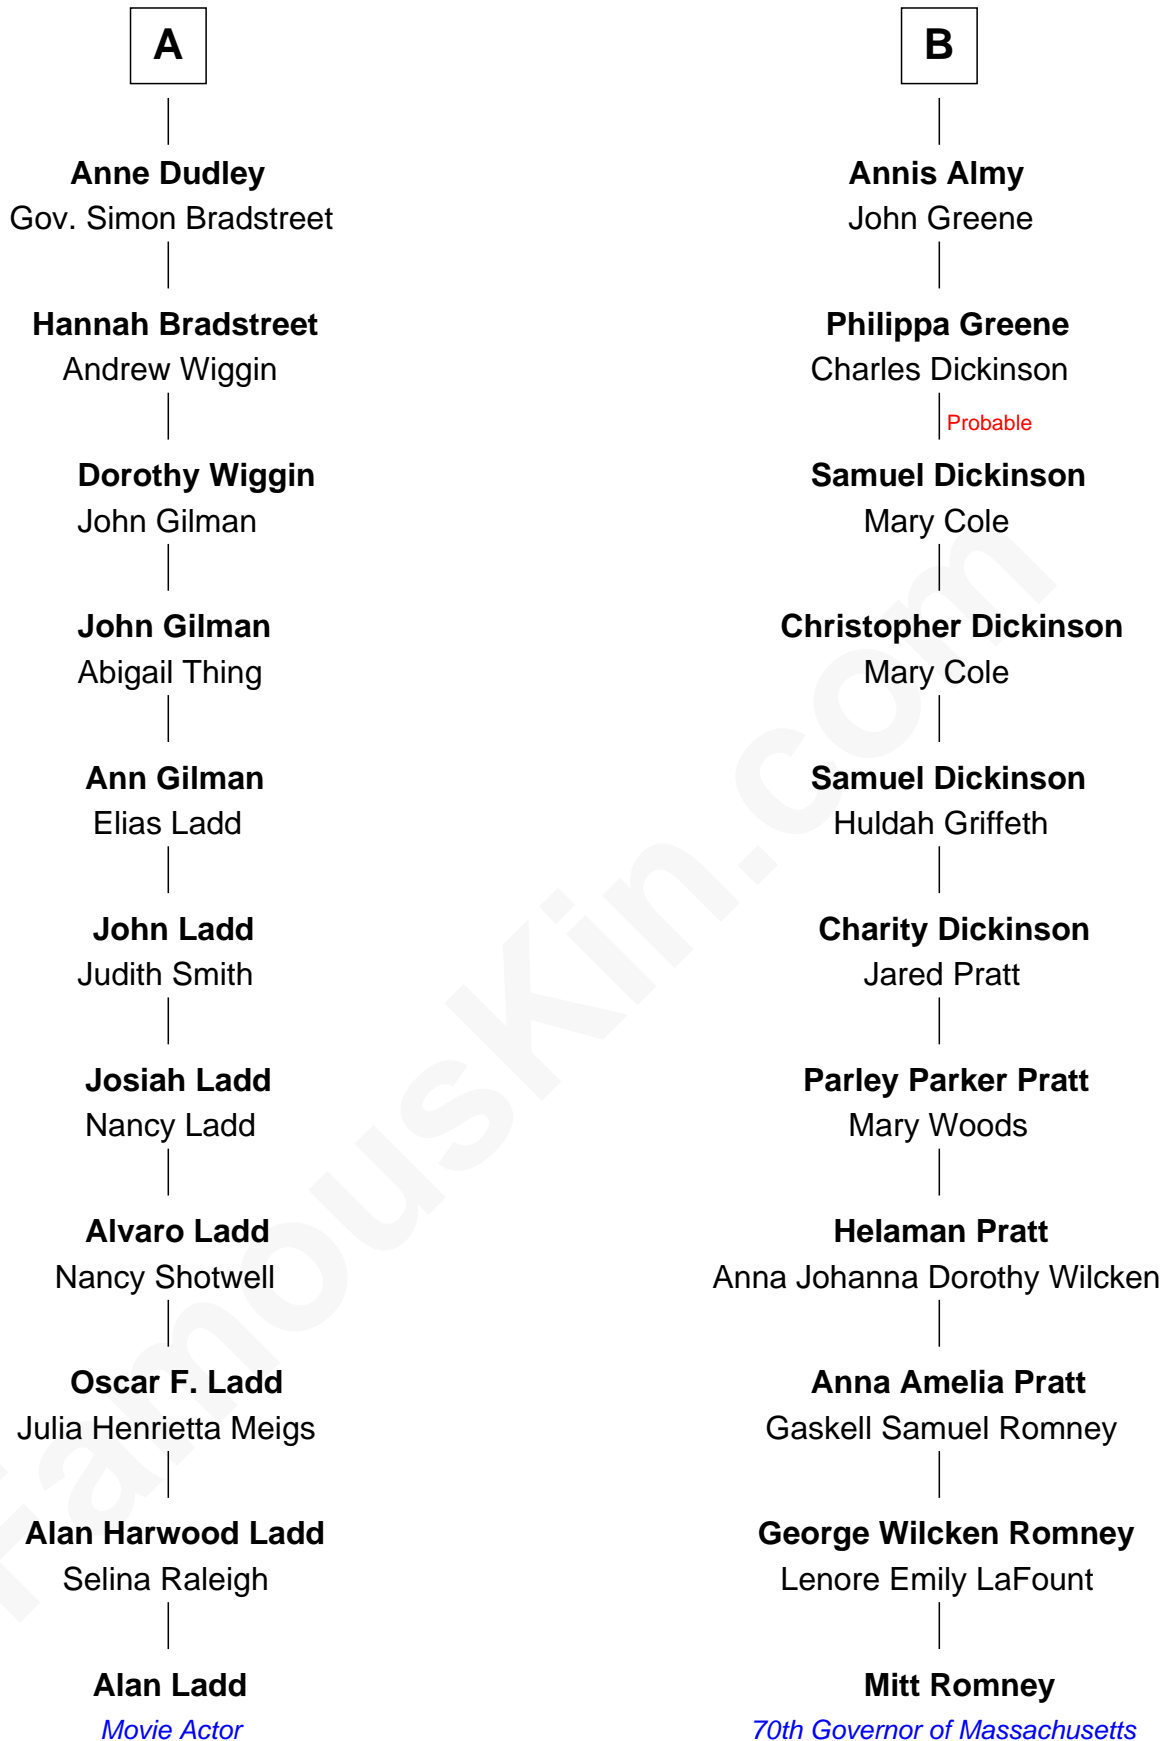 A
Anne Dudley
Gov. Simon Bradstreet
Hannah Bradstreet
Andrew Wiggin
Dorothy Wiggin
John Gilman
John Gilman
Abigail Thing
Ann Gilman
Elias Ladd
John Ladd
Judith Smith
Josiah Ladd
Nancy Ladd
Alvaro Ladd
Nancy Shotwell
Oscar F. Ladd
Julia Henrietta Meigs
Alan Harwood Ladd
Selina Raleigh
Alan Ladd
Movie Actor
B
Annis Almy
John Greene
Philippa Greene
Charles Dickinson
Probable
Samuel Dickinson
Mary Cole
Christopher Dickinson
Mary Cole
Samuel Dickinson
Huldah Griffeth
Charity Dickinson
Jared Pratt
Parley Parker Pratt
Mary Woods
Helaman Pratt
Anna Johanna Dorothy Wilcken
Anna Amelia Pratt
Gaskell Samuel Romney
George Wilcken Romney
Lenore Emily LaFount
Mitt Romney
70th Governor of Massachusetts
FamousKin.com